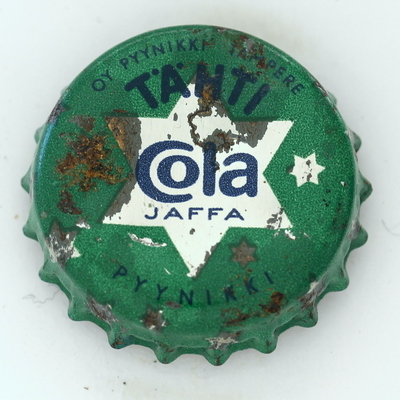 OY PYYNIKKI TAMPERE
TÄHTI
Cola
JAFFA
PYYNIKKI